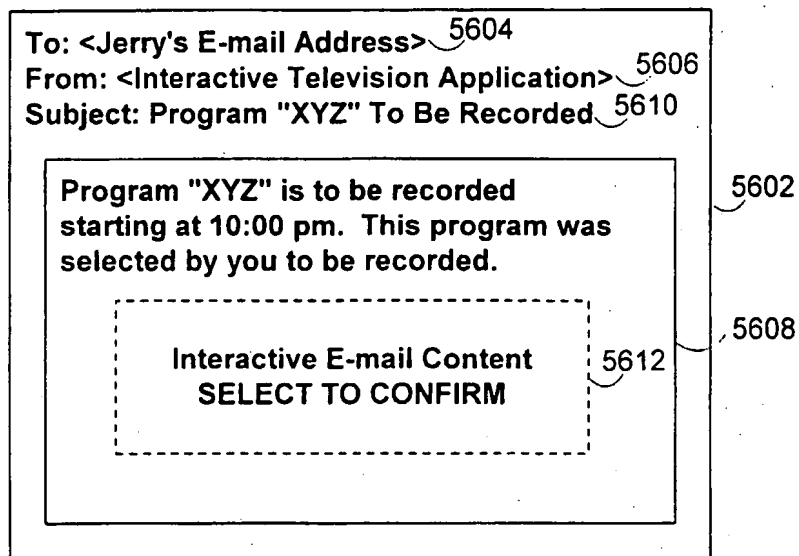 To: <Jerry's E-mail Address> 5604
From: <Interactive Television Application> 5606
Subject: Program "XYZ" To Be Recorded 5610
5602
Program "XYZ" is to be recorded
starting at 10:00 pm. This program was
selected by you to be recorded.
5608
Interactive E-mail Content
SELECT TO CONFIRM
5612